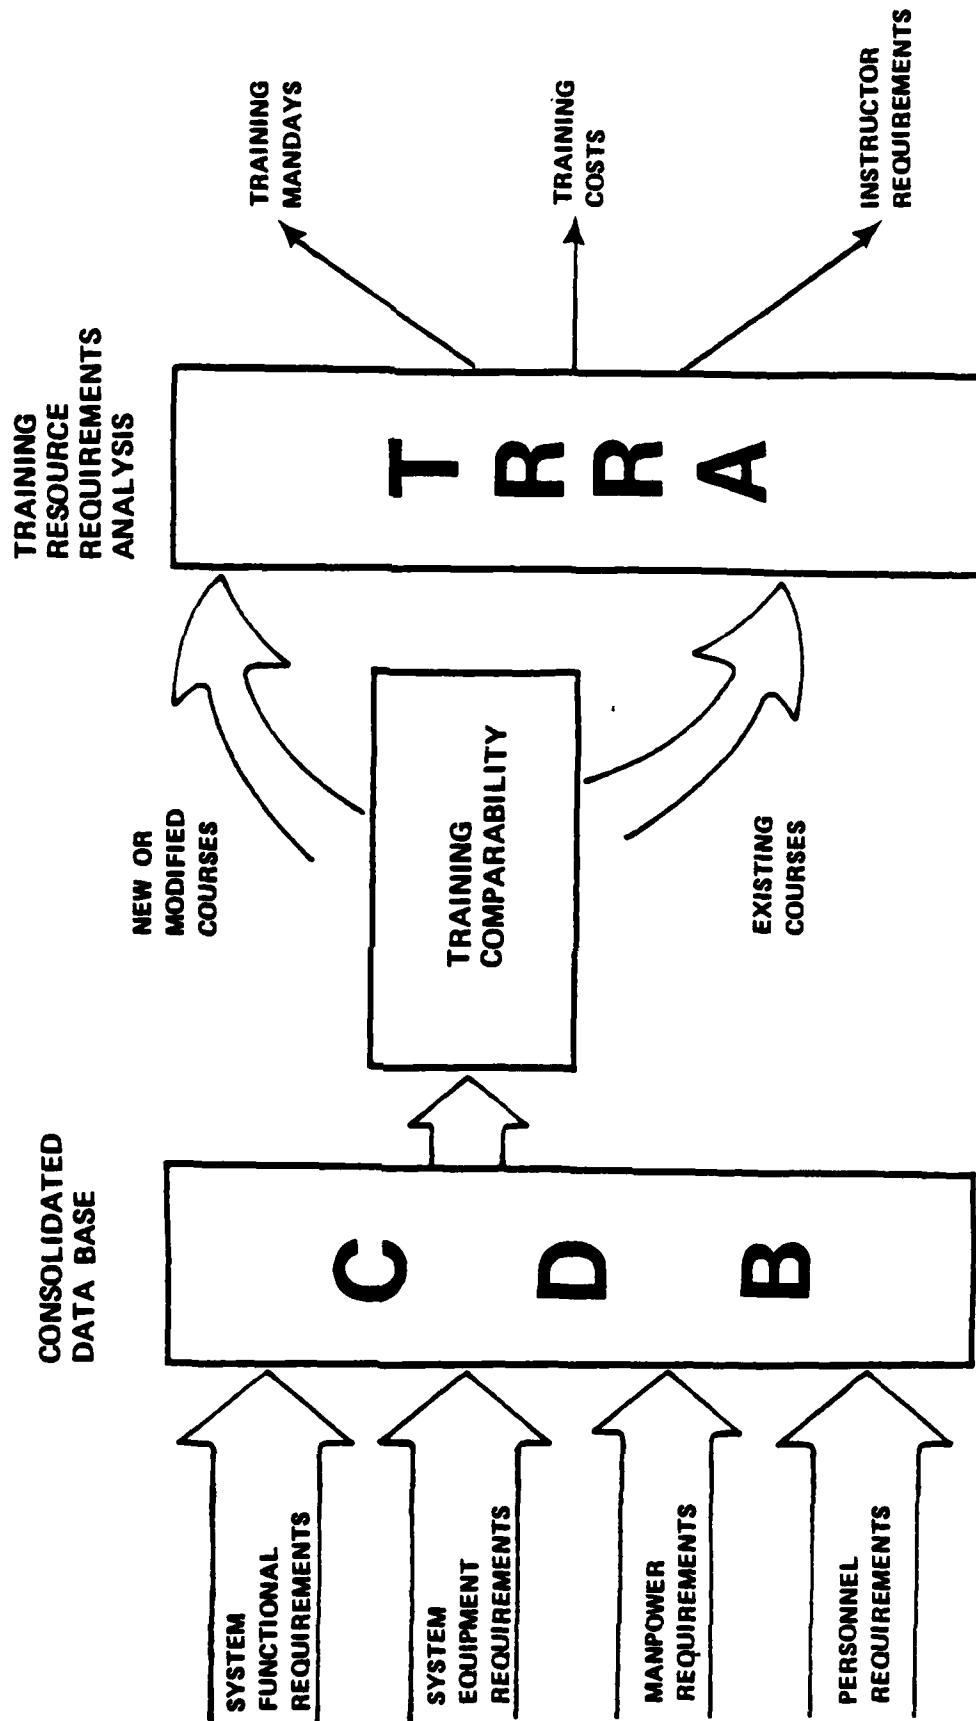 SYSTEM
FUNCTIONAL
REQUIREMENTS
SYSTEM
EQUIPMENT
REQUIREMENTS
MANPOWER
REQUIREMENTS
PERSONNEL
REQUIREMENTS
CONSOLIDATED
DATA BASE
C
D
B
NEW OR
MODIFIED
COURSES
TRAINING
COMPARABILITY
EXISTING
COURSES
TRAINING
RESOURCE
REQUIREMENTS
ANALYSIS
T
R
R
A
TRAINING
MANDAYS
TRAINING
COSTS
INSTRUCTOR
REQUIREMENTS